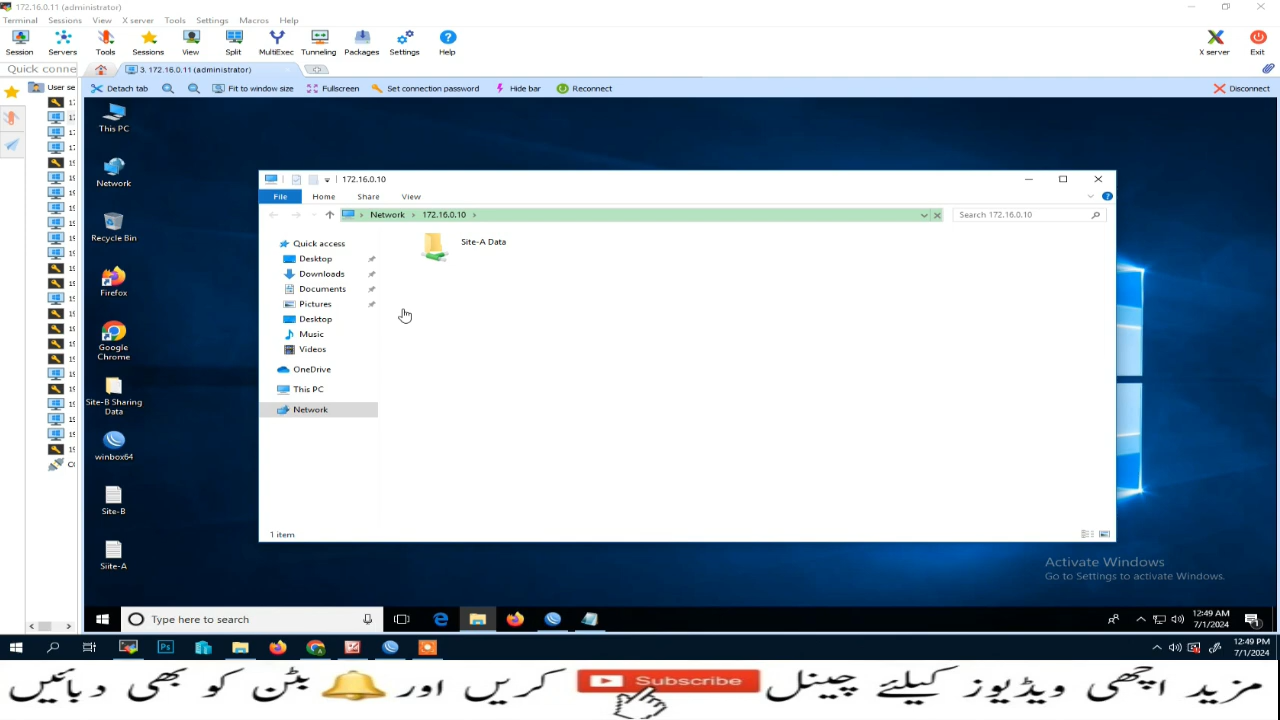 172.16.0.11 (administrator)
Terminal Sessions View X server Tools Settings Macros Help
Session Servers Tools Sessions View Split MultiExec Tunneling Packages Settings Help X server Exit
Quick conne
3. 172.16.0.11 (administrator)
User se
Detach tab Fit to window size Fullscreen Set connection password Hide bar Reconnect Disconnect
This PC
Network
Recycle Bin
Firefox
Google Chrome
Site-B Sharing Data
winbox64
Site-B
Siite-A
172.16.0.10
File Home Share View
Network 172.16.0.10
Search 172.16.0.10
Quick access
Desktop
Downloads
Documents
Pictures
Desktop
Music
Videos
OneDrive
This PC
Network
Site-A Data
1 item
Activate Windows
Go to Settings to activate Windows.
Type here to search
12:49 AM
7/1/2024
12:49 PM
7/1/2024
مزید اچھی ویڈیوز کیلئے چینل Subscribe کریں اور بٹن کو بھی دبائیں